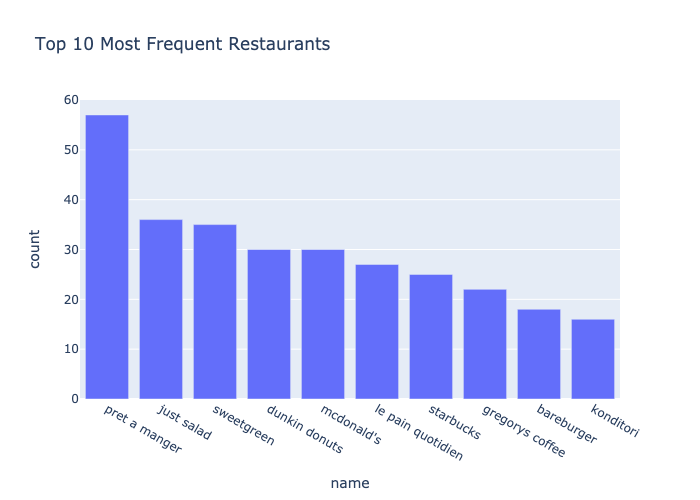 Top 10 Most Frequent Restaurants
60
50
40
30
20
10
0
count
pret a manger
just salad
sweetgreen
dunkin donuts
mcdonald's
le pain quotidien
starbucks
gregorys coffee
bareburger
konditori
name